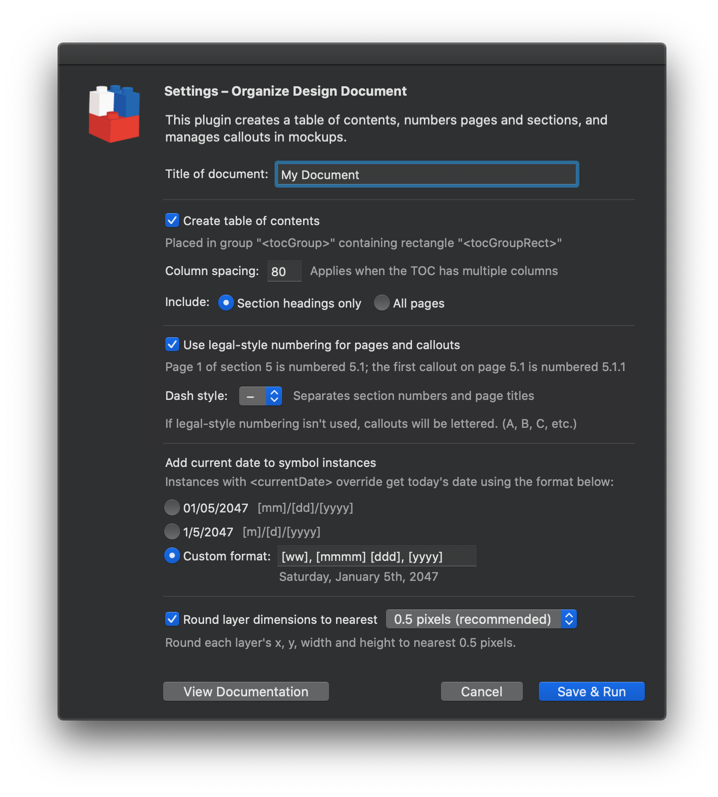 Settings – Organize Design Document
This plugin creates a table of contents, numbers pages and sections, and
manages callouts in mockups.
Title of document: My Document
Create table of contents
Placed in group "<tocGroup>" containing rectangle "<tocGroupRect>"
Column spacing: 80 Applies when the TOC has multiple columns
Include: Section headings only All pages
Use legal-style numbering for pages and callouts
Page 1 of section 5 is numbered 5.1; the first callout on page 5.1 is numbered 5.1.1
Dash style: – Separates section numbers and page titles
If legal-style numbering isn't used, callouts will be lettered. (A, B, C, etc.)
Add current date to symbol instances
Instances with <currentDate> override get today's date using the format below:
01/05/2047 [mm]/[dd]/[yyyy]
1/5/2047 [m]/[d]/[yyyy]
Custom format: [ww], [mmmm] [ddd], [yyyy]
Saturday, January 5th, 2047
Round layer dimensions to nearest 0.5 pixels (recommended)
Round each layer's x, y, width and height to nearest 0.5 pixels.
View Documentation Cancel Save & Run